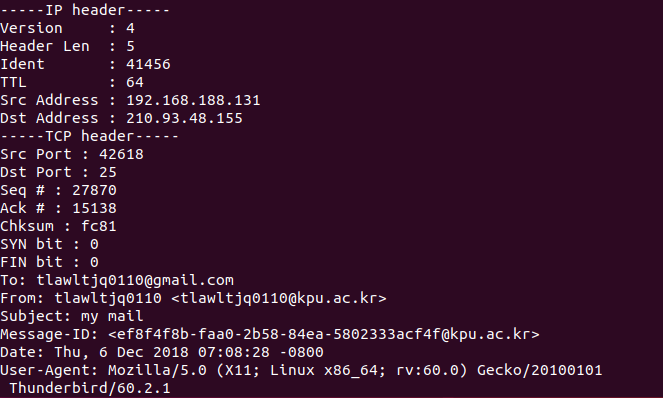 -----IP header-----
Version     : 4
Header Len  : 5
Ident       : 41456
TTL         : 64
Src Address : 192.168.188.131
Dst Address : 210.93.48.155
-----TCP header-----
Src Port : 42618
Dst Port : 25
Seq # : 27870
Ack # : 15138
Chksum : fc81
SYN bit : 0
FIN bit : 0
To: tlawltjq0110@gmail.com
From: tlawltjq0110 <tlawltjq0110@kpu.ac.kr>
Subject: my mail
Message-ID: <ef8f4f8b-faa0-2b58-84ea-5802333acf4f@kpu.ac.kr>
Date: Thu, 6 Dec 2018 07:08:28 -0800
User-Agent: Mozilla/5.0 (X11; Linux x86_64; rv:60.0) Gecko/20100101
 Thunderbird/60.2.1